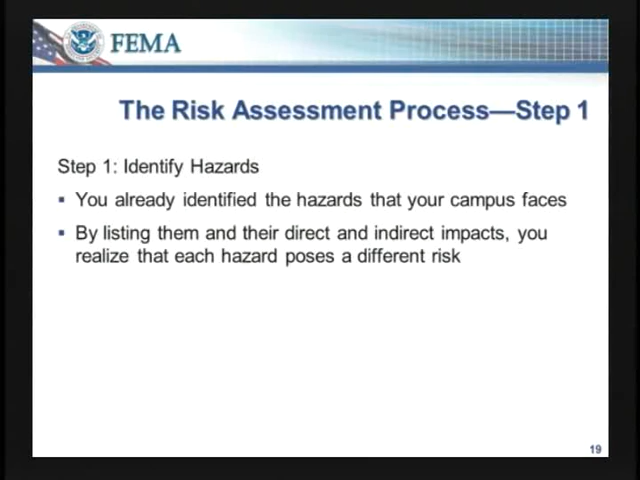 FEMA
The Risk Assessment Process—Step 1
Step 1: Identify Hazards
▪ You already identified the hazards that your campus faces
▪ By listing them and their direct and indirect impacts, you
realize that each hazard poses a different risk
19